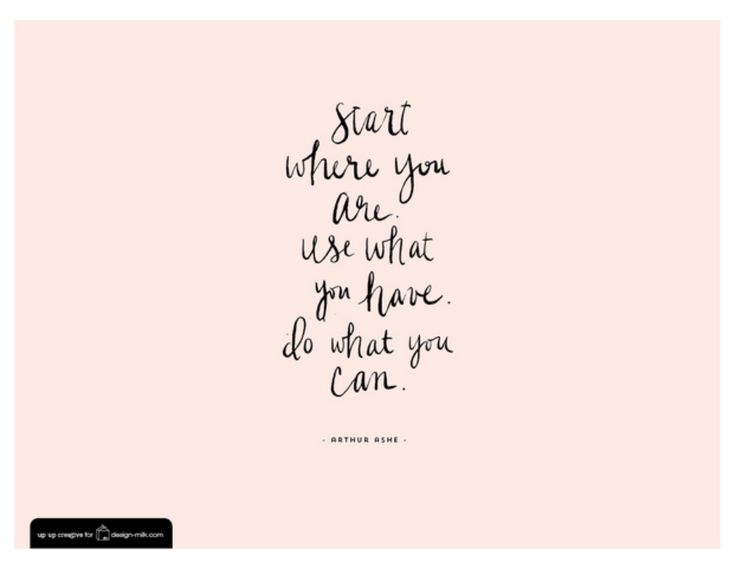 Start
where you
are.
use what
you have.
do what you
can.
- ARTHUR ASHE -
up up creative for design-milk.com